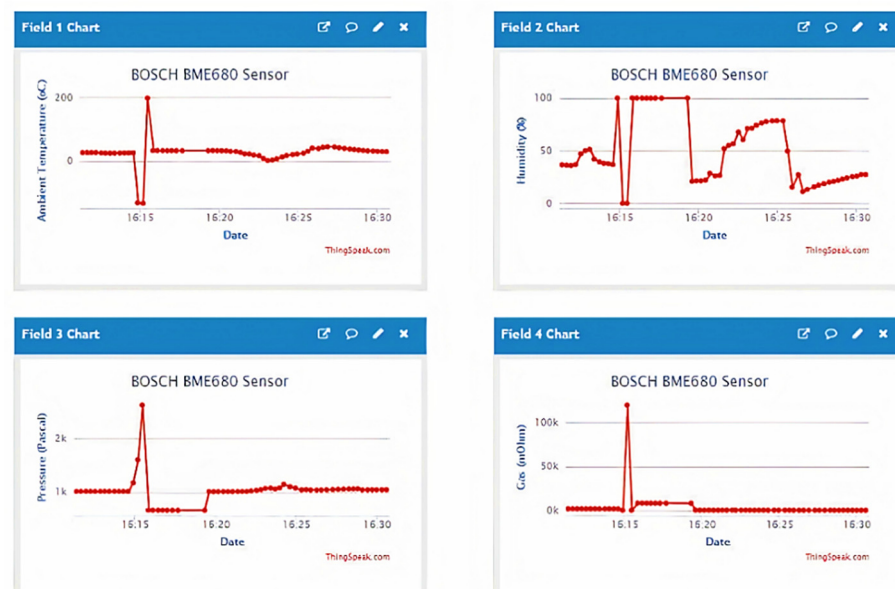 Field 1 Chart
BOSCH BME680 Sensor
Ambient Temperature (oC)
200
0
16:15
16:20
16:25
16:30
Date
ThingSpeak.com
Field 2 Chart
BOSCH BME680 Sensor
Humidity (%)
100
50
0
16:15
16:20
16:25
16:30
Date
ThingSpeak.com
Field 3 Chart
BOSCH BME680 Sensor
Pressure (Pascal)
2k
1k
16:15
16:20
16:25
16:30
Date
ThingSpeak.com
Field 4 Chart
BOSCH BME680 Sensor
Gas (mOhm)
100k
50k
0k
16:15
16:20
16:25
16:30
Date
ThingSpeak.com